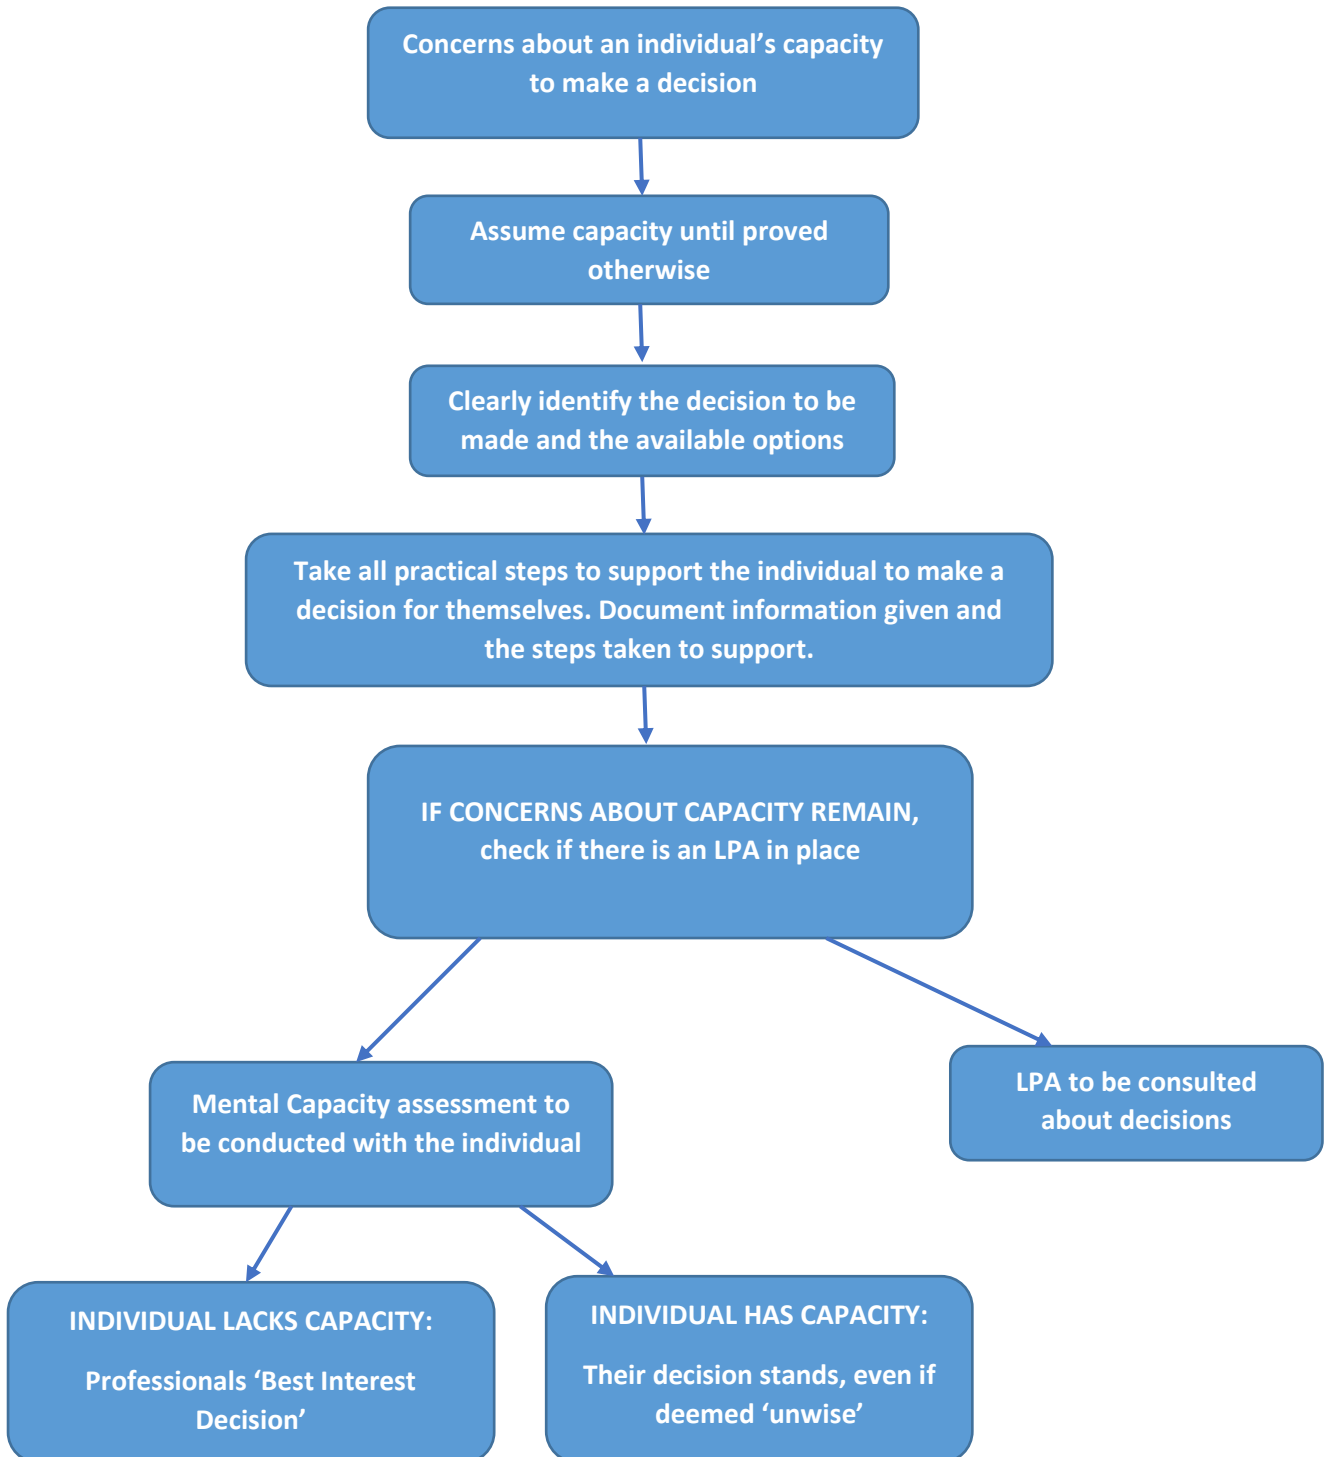 Concerns about an individual’s capacity
to make a decision
Assume capacity until proved
otherwise
Clearly identify the decision to be
made and the available options
Take all practical steps to support the individual to make a
decision for themselves. Document information given and
the steps taken to support.
IF CONCERNS ABOUT CAPACITY REMAIN,
check if there is an LPA in place
Mental Capacity assessment to
be conducted with the individual
LPA to be consulted
about decisions
INDIVIDUAL LACKS CAPACITY:
Professionals ‘Best Interest
Decision’
INDIVIDUAL HAS CAPACITY:
Their decision stands, even if
deemed ‘unwise’